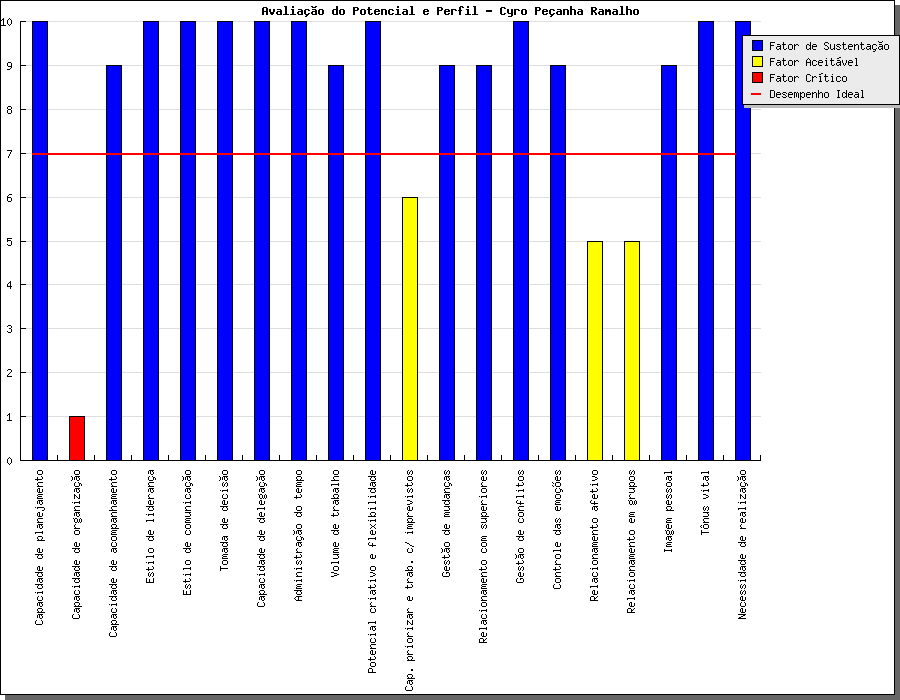 Avaliação do Potencial e Perfil - Cyro Peçanha Ramalho
Fator de Sustentação
Fator Aceitável
Fator Crítico
Desempenho Ideal
10
9
8
7
6
5
4
3
2
1
0
Capacidade de planejamento
Capacidade de organização
Capacidade de acompanhamento
Estilo de liderança
Estilo de comunicação
Tomada de decisão
Capacidade de delegação
Administração do tempo
Volume de trabalho
Potencial criativo e flexibilidade
Cap. priorizar e trab. c/ imprevistos
Gestão de mudanças
Relacionamento com superiores
Gestão de conflitos
Controle das emoções
Relacionamento afetivo
Relacionamento em grupos
Imagem pessoal
Tônus vital
Necessidade de realização